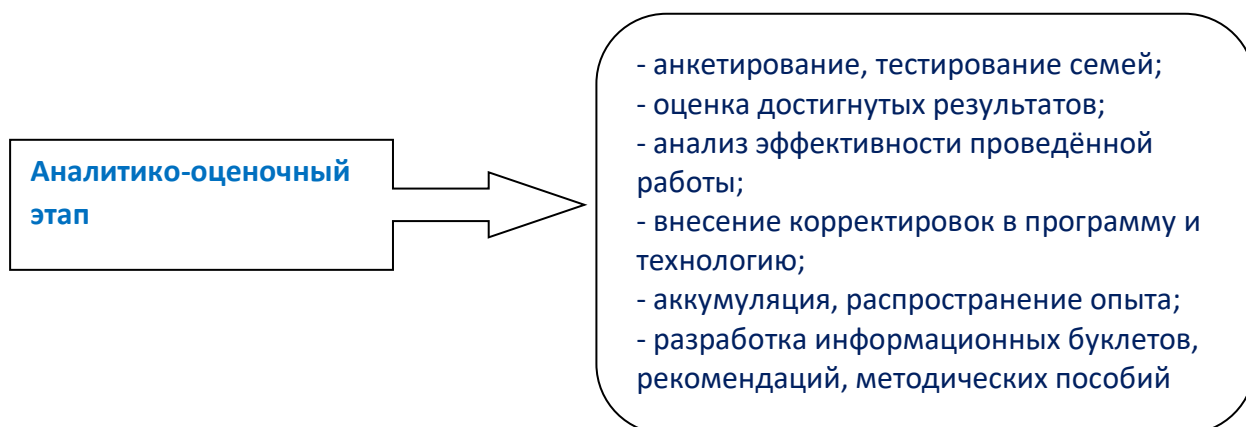 Аналитико-оценочный
этап
- анкетирование, тестирование семей;
- оценка достигнутых результатов;
- анализ эффективности проведённой
работы;
- внесение корректировок в программу и
технологию;
- аккумуляция, распространение опыта;
- разработка информационных буклетов,
рекомендаций, методических пособий